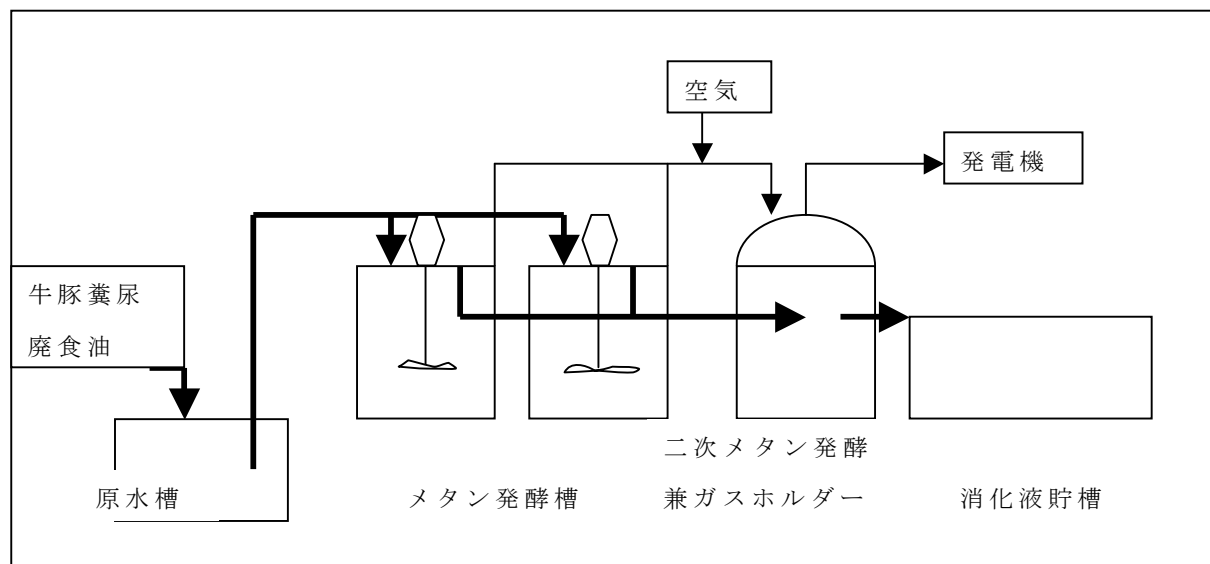 空気
発電機
牛豚糞尿
廃食油
原水槽
メタン発酵槽
二次メタン発酵
兼ガスホルダー
消化液貯槽